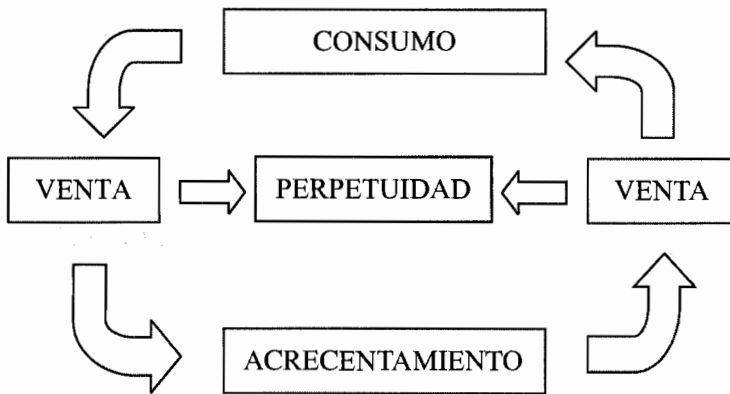 CONSUMO
VENTA
PERPETUIDAD
VENTA
ACRECENTAMIENTO